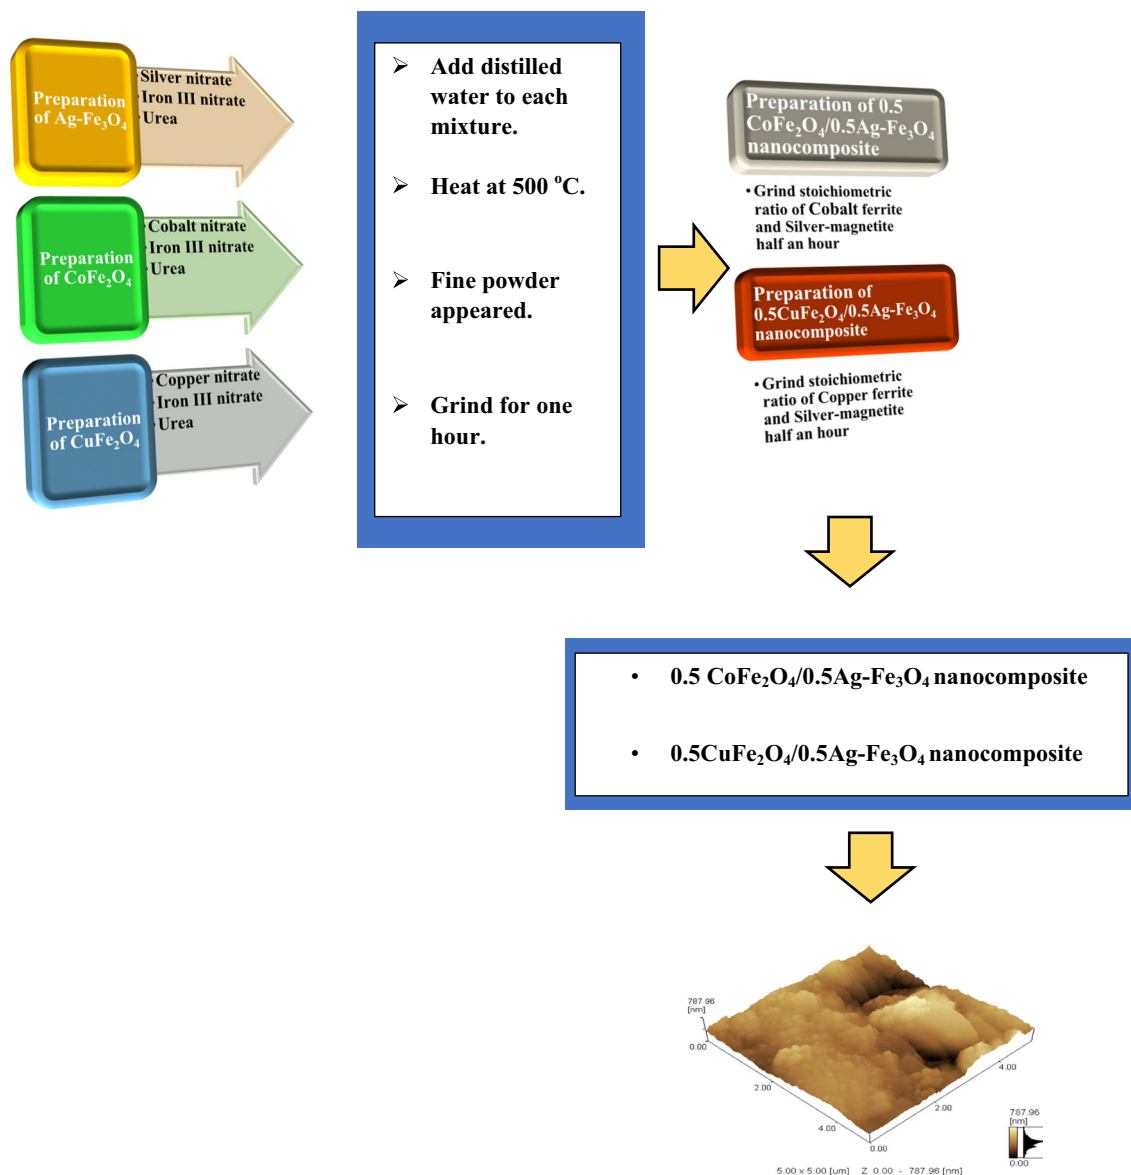 Preparation
of Ag-Fe₃O₄
• Silver nitrate
• Iron III nitrate
• Urea
Preparation
of CoFe₂O₄
• Cobalt nitrate
• Iron III nitrate
• Urea
Preparation
of CuFe₂O₄
• Copper nitrate
• Iron III nitrate
• Urea
➢ Add distilled
water to each
mixture.
➢ Heat at 500 °C.
➢ Fine powder
appeared.
➢ Grind for one
hour.
Preparation of 0.5
CoFe₂O₄/0.5Ag-Fe₃O₄
nanocomposite
• Grind stoichiometric
ratio of Cobalt ferrite
and Silver-magnetite
half an hour
Preparation of
0.5CuFe₂O₄/0.5Ag-Fe₃O₄
nanocomposite
• Grind stoichiometric
ratio of Copper ferrite
and Silver-magnetite
half an hour
• 0.5 CoFe₂O₄/0.5Ag-Fe₃O₄ nanocomposite
• 0.5CuFe₂O₄/0.5Ag-Fe₃O₄ nanocomposite
787.96
[nm]
0.00
2.00
4.00
0.00
2.00
4.00
787.96
[nm]
0.00
5.00 x 5.00 [um] Z 0.00 - 787.96 [nm]